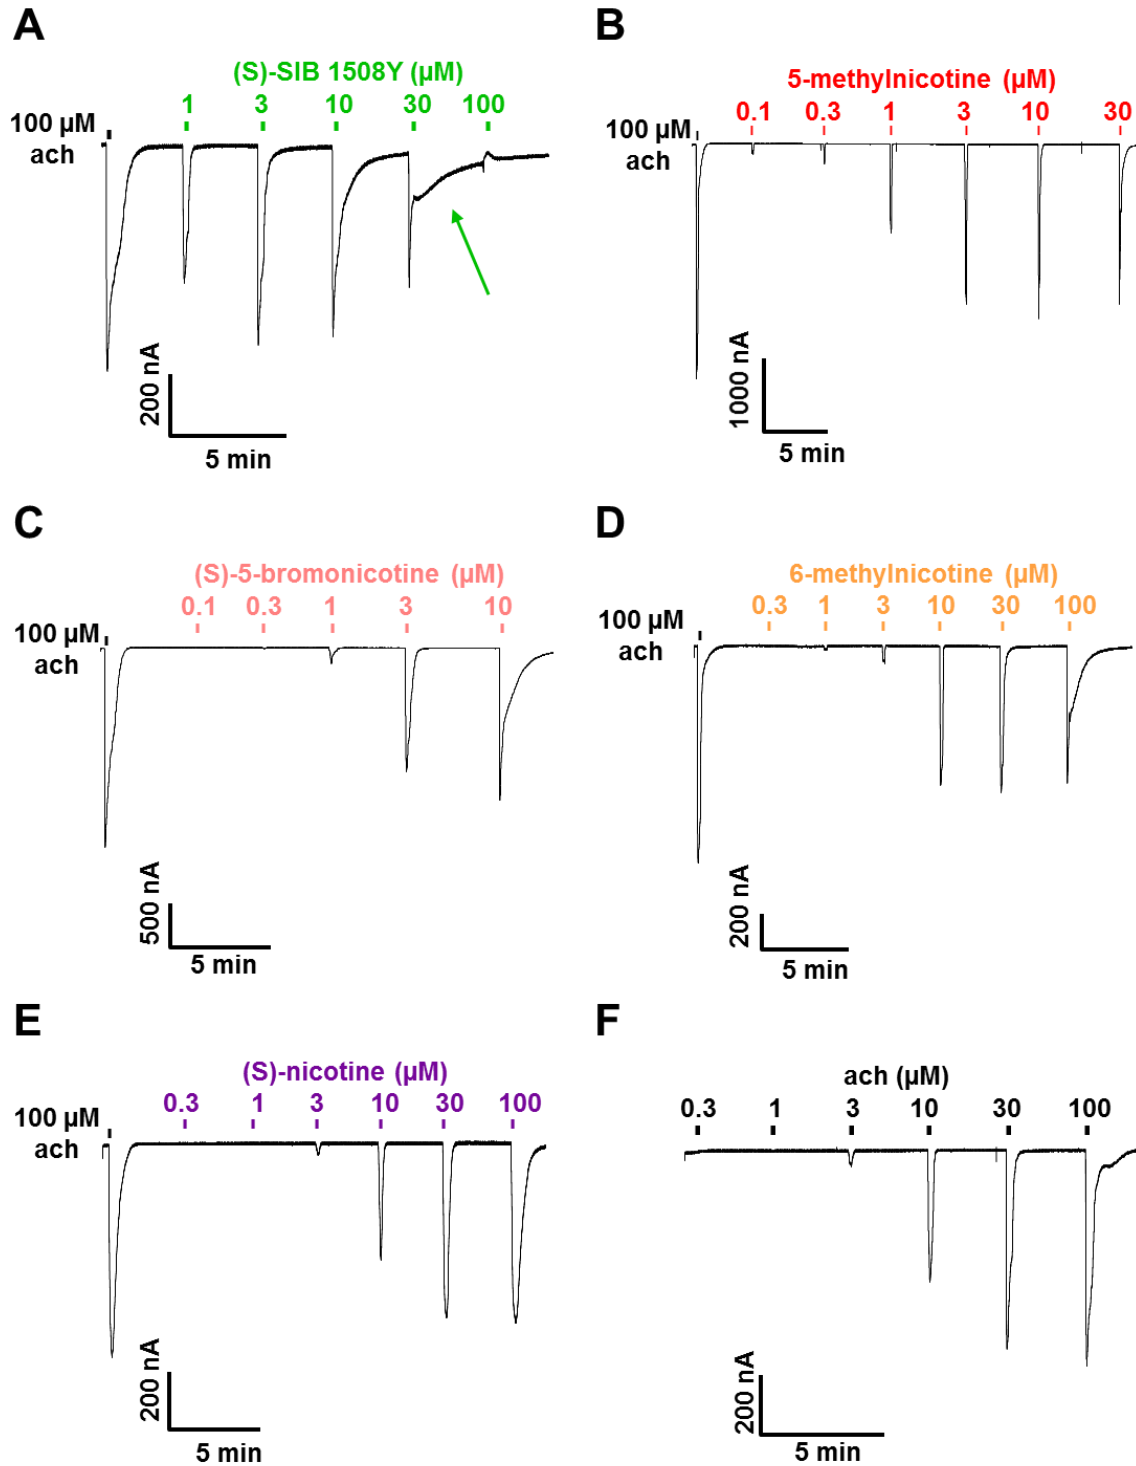 A
(S)-SIB 1508Y (µM)
1 3 10 30 100
100 µM
ach
200 nA
5 min
B
5-methylnicotine (µM)
0.1 0.3 1 3 10 30
100 µM
ach
1000 nA
5 min
C
(S)-5-bromonicotine (µM)
0.1 0.3 1 3 10
100 µM
ach
500 nA
5 min
D
6-methylnicotine (µM)
0.3 1 3 10 30 100
100 µM
ach
200 nA
5 min
E
(S)-nicotine (µM)
0.3 1 3 10 30 100
100 µM
ach
200 nA
5 min
F
ach (µM)
0.3 1 3 10 30 100
200 nA
5 min